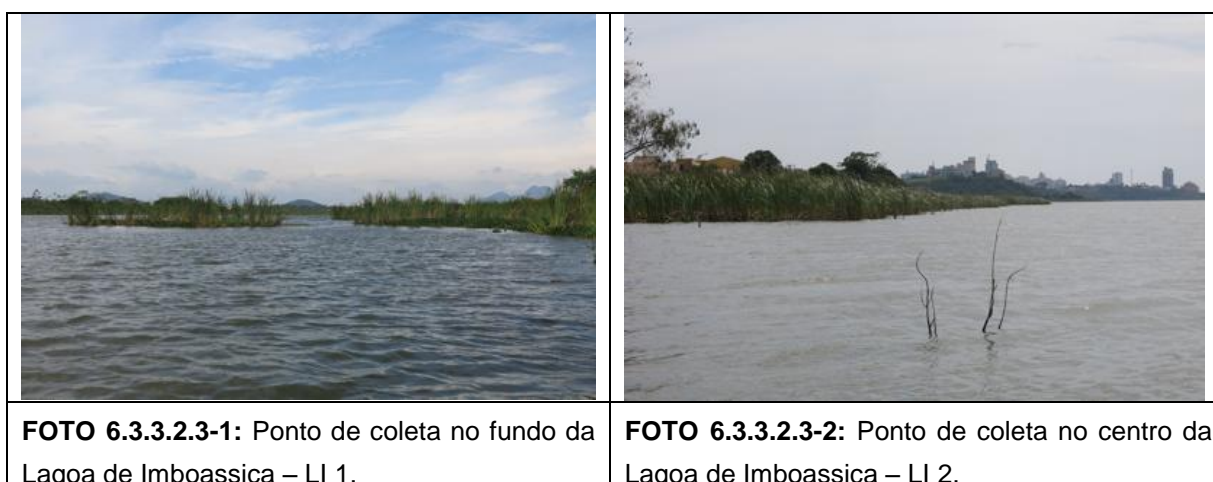 FOTO 6.3.3.2.3-1: Ponto de coleta no fundo da
Lagoa de Imboassica – LI 1.
FOTO 6.3.3.2.3-2: Ponto de coleta no centro da
Lagoa de Imboassica – LI 2.